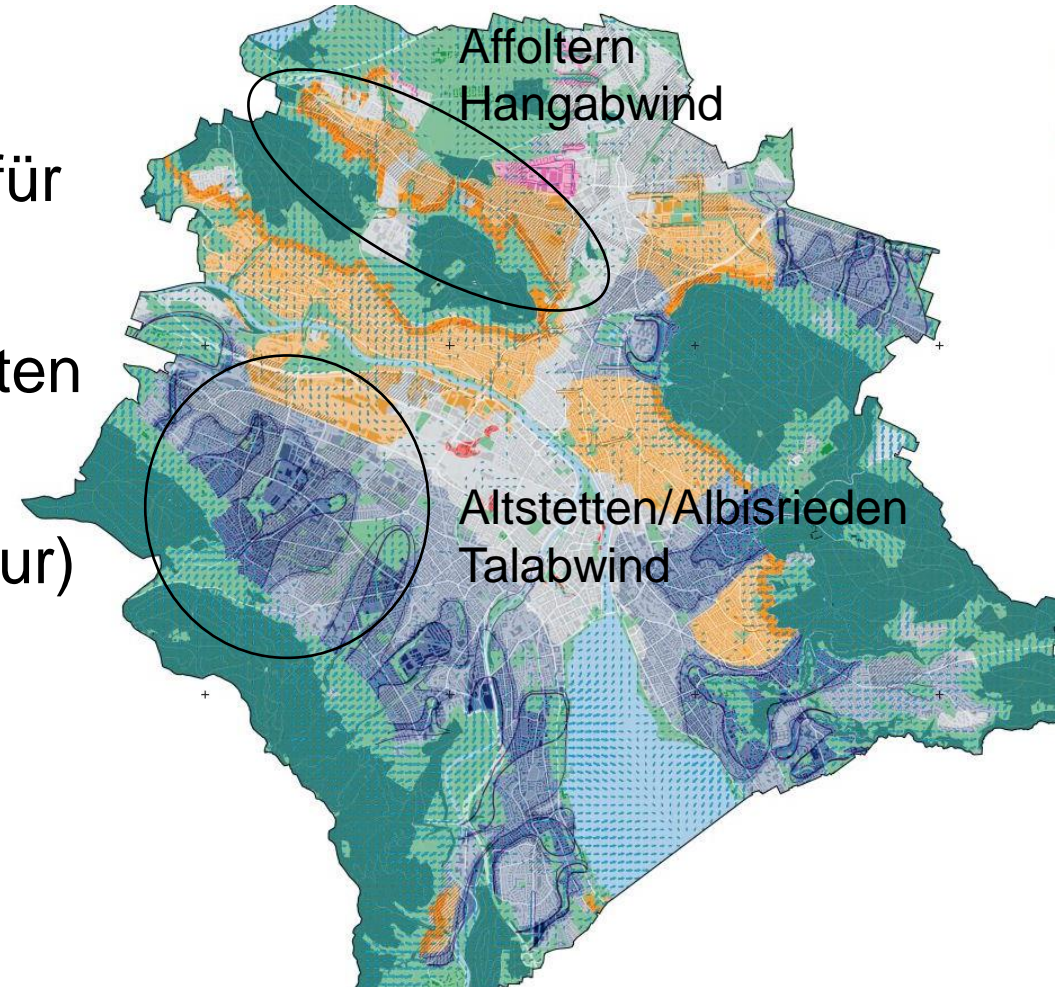 Affoltern
Hangabwind
für
ten
ur)
Altstetten/Albisrieden
Talabwind